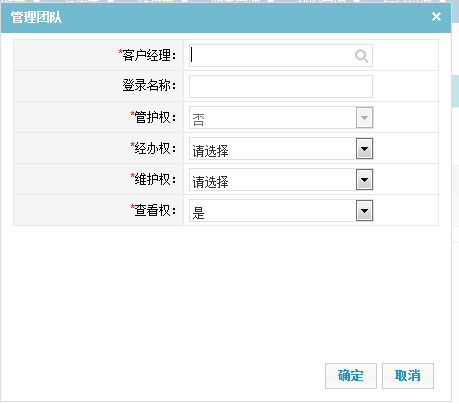 管理团队
*客户经理：
登录名称：
*管护权： 否
*经办权： 请选择
*维护权： 请选择
*查看权： 是
确定 取消